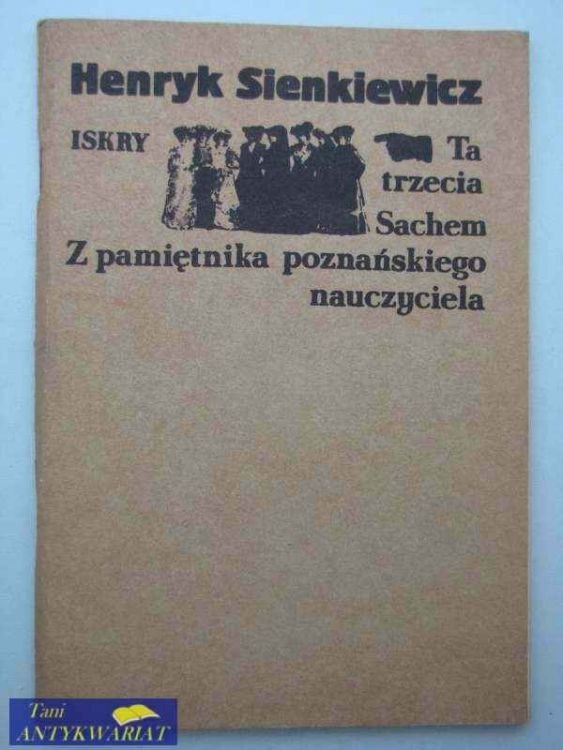 Henryk Sienkiewicz
ISKRY
Ta
trzecia
Sachem
Z pamiętnika poznańskiego
nauczyciela
Tani
ANTYKWARIAT